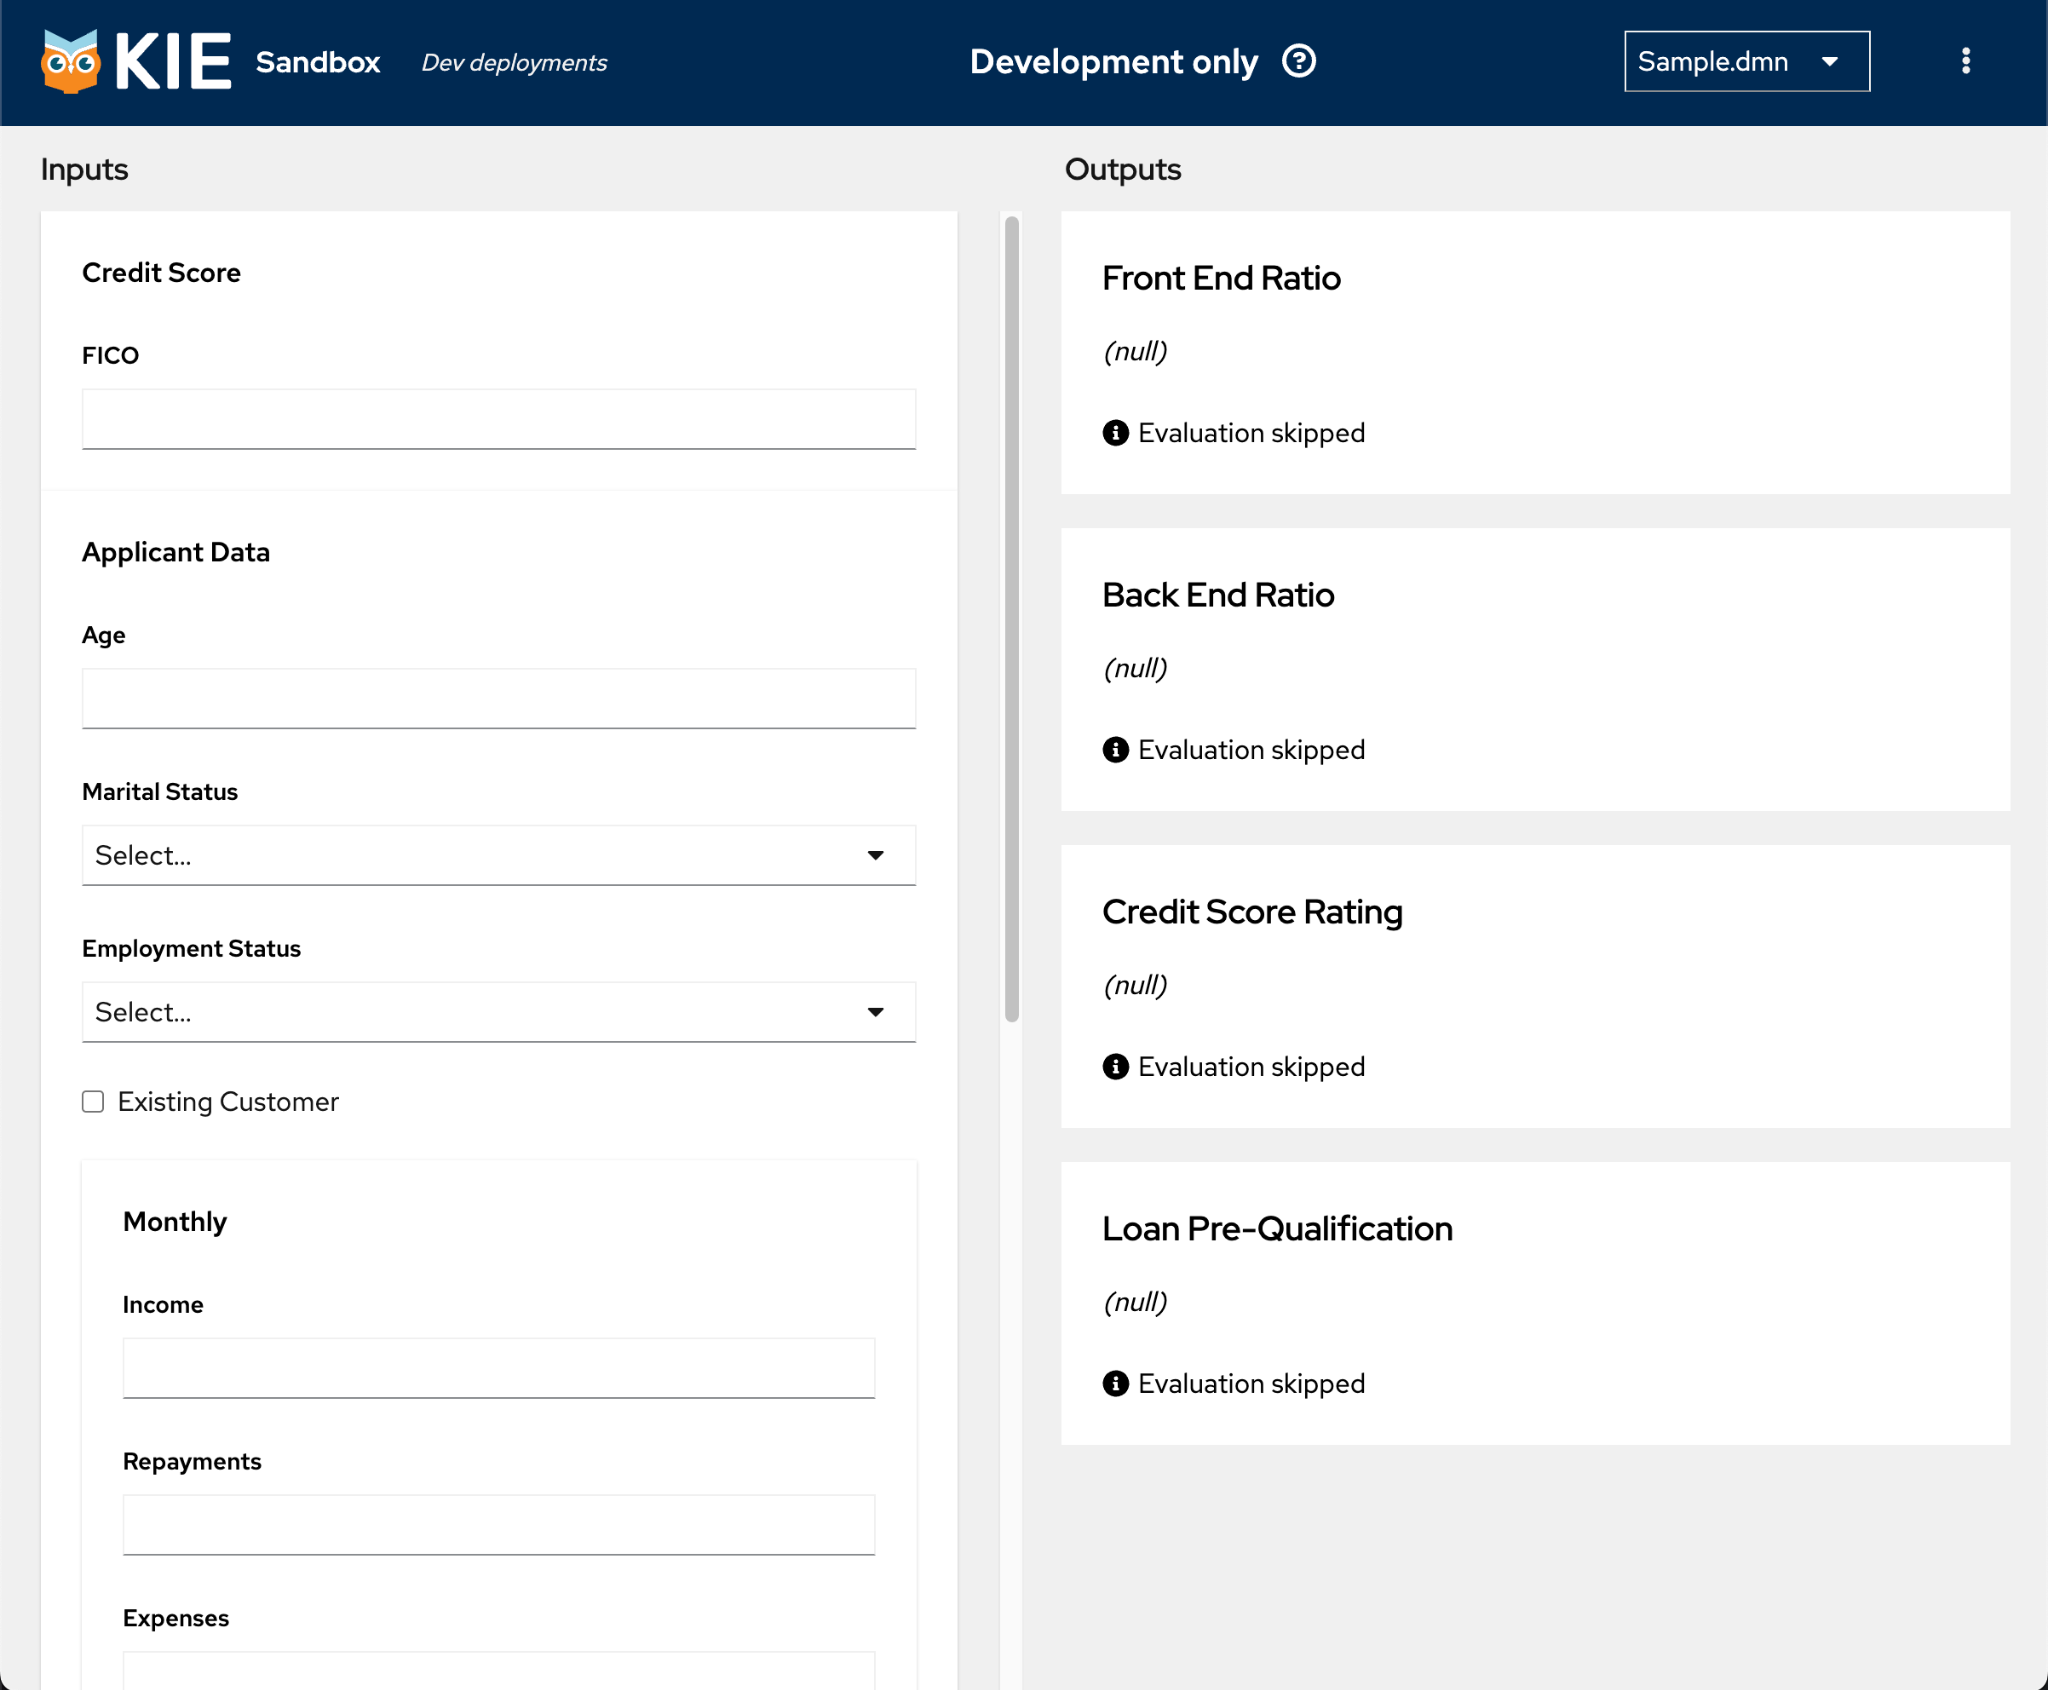 KIE Sandbox Dev deployments
Development only
Sample.dmn
Inputs
Credit Score
FICO
Applicant Data
Age
Marital Status
Select...
Employment Status
Select...
Existing Customer
Monthly
Income
Repayments
Expenses
Outputs
Front End Ratio
(null)
Evaluation skipped
Back End Ratio
(null)
Evaluation skipped
Credit Score Rating
(null)
Evaluation skipped
Loan Pre-Qualification
(null)
Evaluation skipped